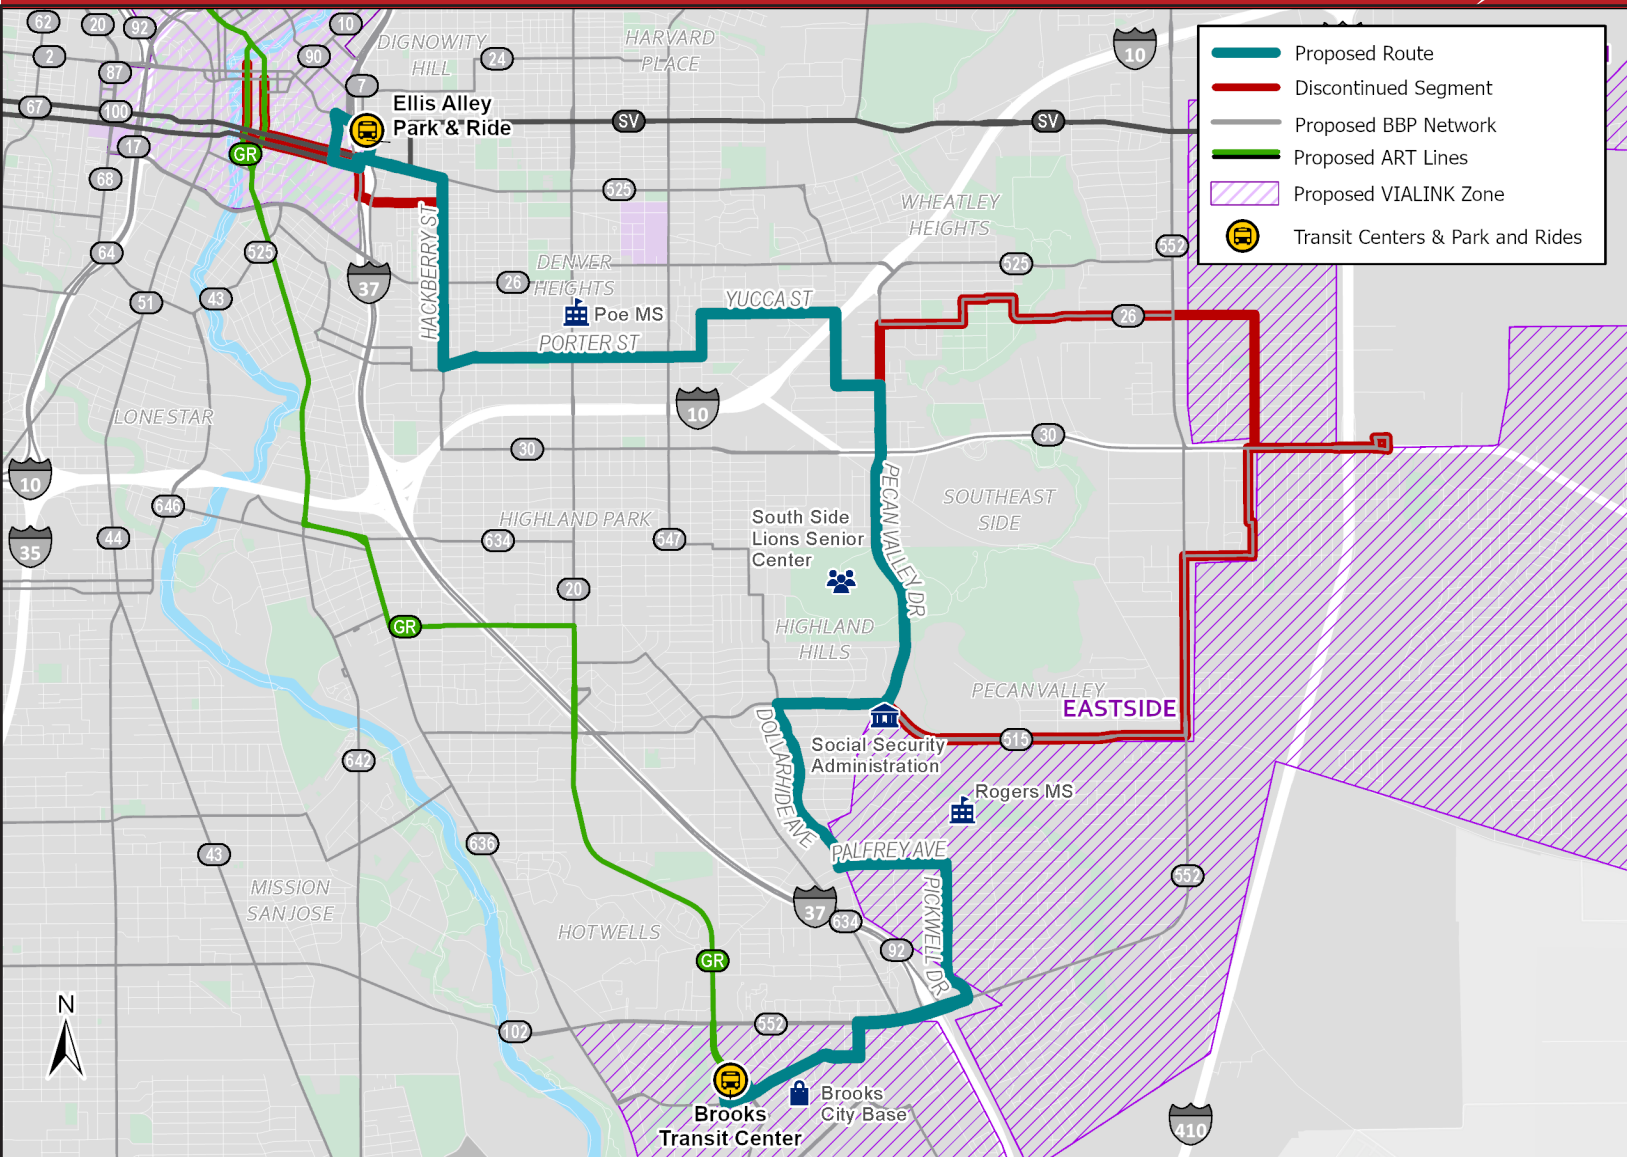 62
20
92
10
2
90
87
7
67
100
17
68
64
51
43
525
DIGNOWITY
HILL
24
HARVARD
PLACE
10
Ellis Alley
Park & Ride
SV
SV
GR
525
WHEATLEY
HEIGHTS
552
525
37
HACKBERRY ST
26
DENVER
HEIGHTS
Poe MS
PORTER ST
YUCCA ST
26
Proposed Route
Discontinued Segment
Proposed BBP Network
Proposed ART Lines
Proposed VIALINK Zone
Transit Centers & Park and Rides
LONE STAR
10
30
30
10
35
646
44
HIGHLAND PARK
634
547
20
PECAN VALLEY DR
SOUTHEAST
SIDE
South Side
Lions Senior
Center
GR
HIGHLAND
HILLS
PECAN VALLEY
EASTSIDE
515
Social Security
Administration
DOLLARHIDE AVE
Rogers MS
642
636
43
PALFREY AVE
552
MISSION
SAN JOSE
HOT WELLS
37
634
92
PICKWELL DR
GR
N
102
552
Brooks
City Base
Brooks
Transit Center
410